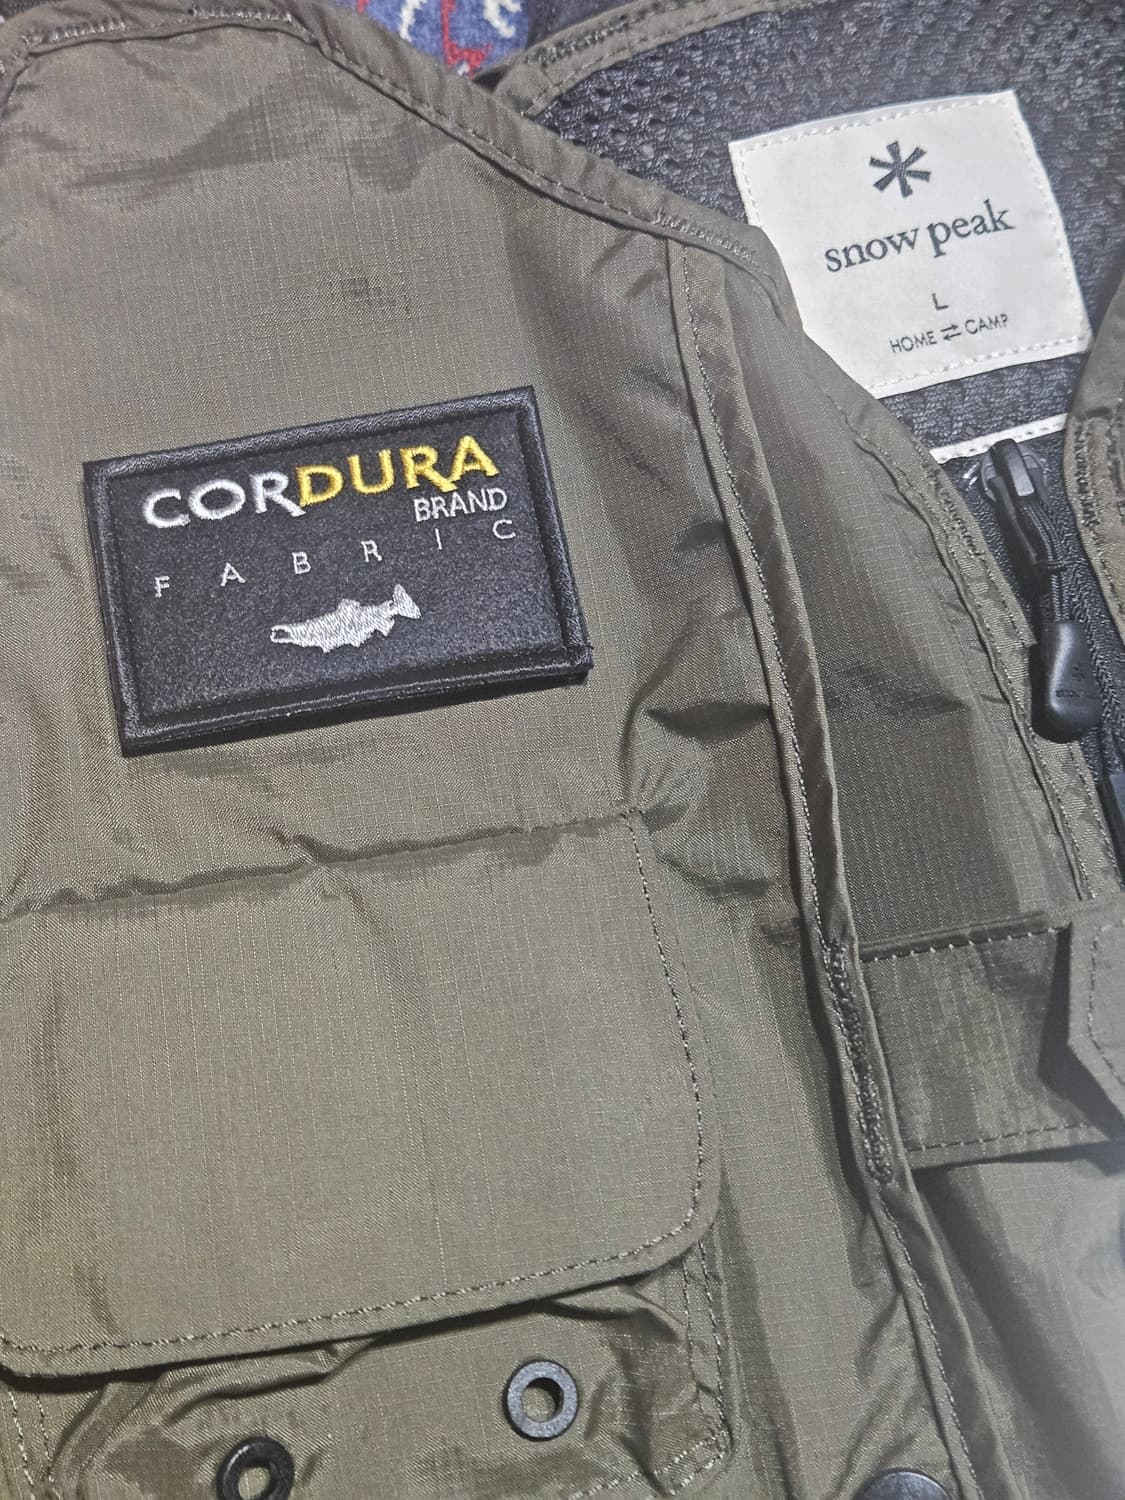 snow peak
L
HOME ⇄ CAMP
CORDURA
BRAND
FABRIC